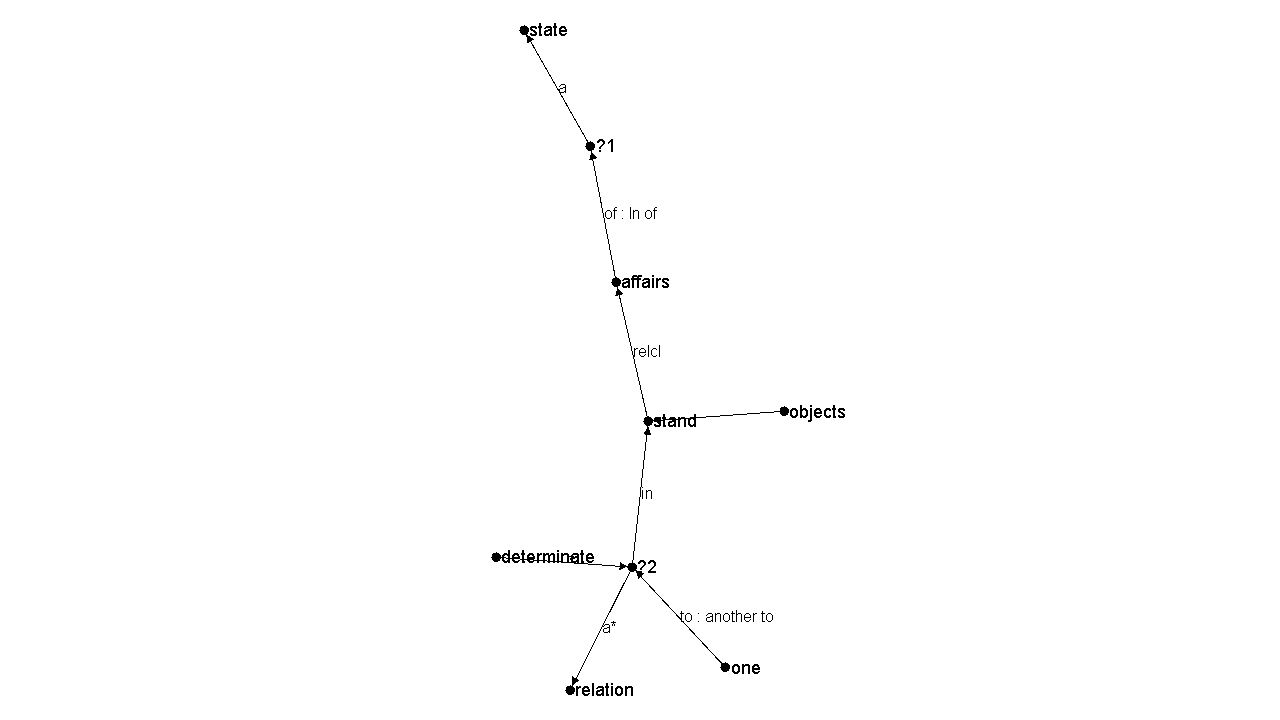 state
a
?1
of : In of
affairs
relcl
objects
stand
in
determinate
?2
to : another to
a*
one
relation